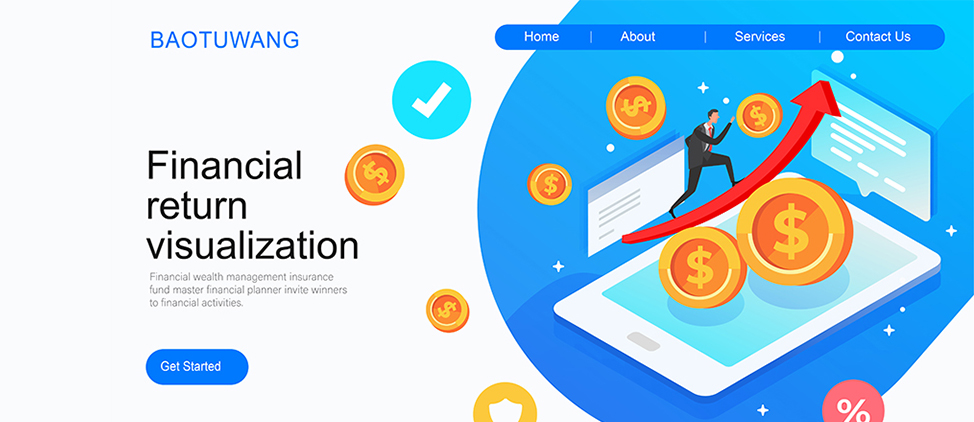 BAOTUWANG
Home | About | Services | Contact Us
Financial
return
visualization
Financial wealth management insurance
fund master financial planner invite winners
to financial activities.
Get Started
$
$
$
$
$
$
$
%